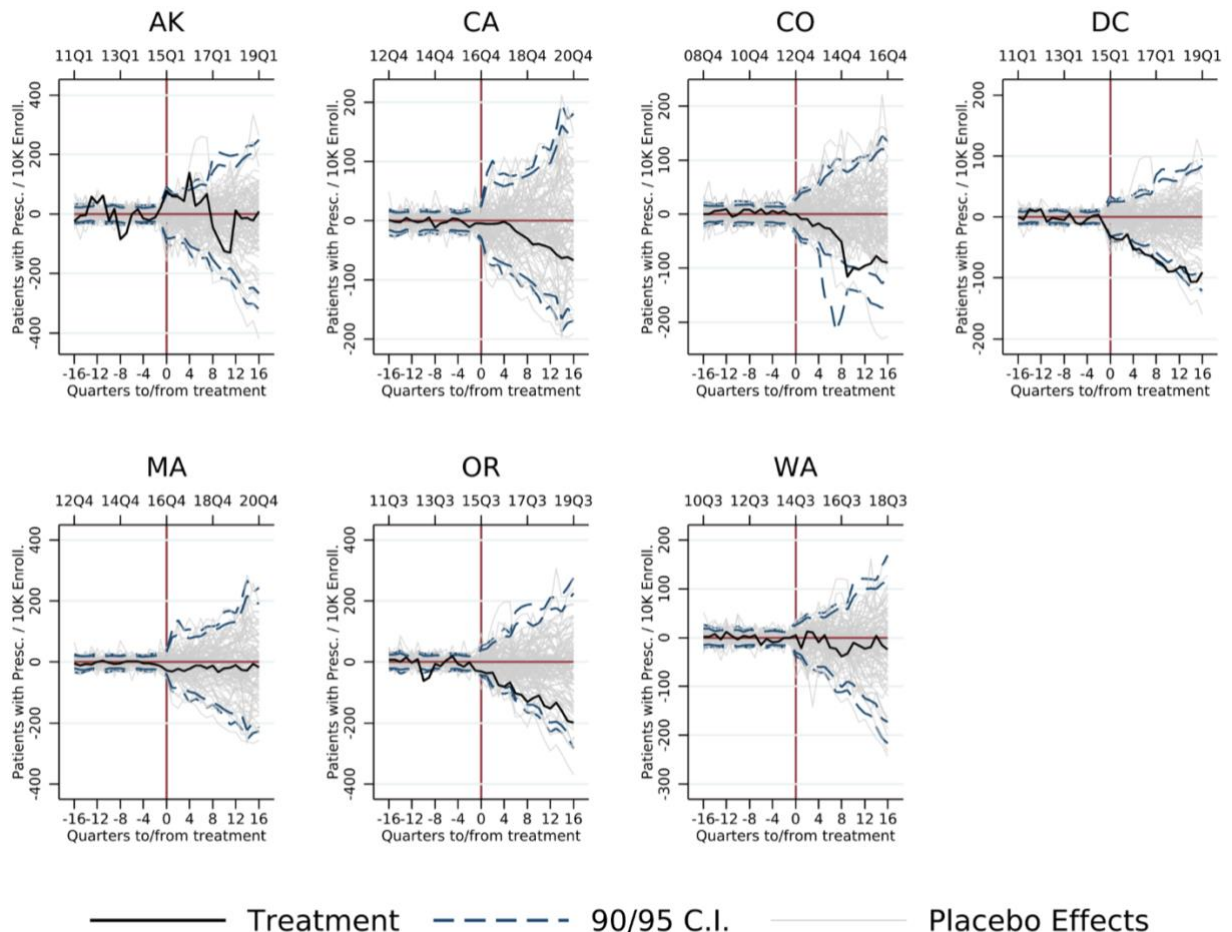 AK CA CO DC
11Q1 13Q1 15Q1 17Q1 19Q1 12Q4 14Q4 16Q4 18Q4 20Q4 08Q4 10Q4 12Q4 14Q4 16Q4 11Q1 13Q1 15Q1 17Q1 19Q1
Patients with Presc. / 10K Enroll. Patients with Presc. / 10K Enroll. Patients with Presc. / 10K Enroll. Patients with Presc. / 10K Enroll.
400 200 0 -200 -400
200 100 0 -100 -200
200 100 0 -100 -200
200 100 0 -100 -200
-16 -12 -8 -4 0 4 8 12 16 -16 -12 -8 -4 0 4 8 12 16 -16 -12 -8 -4 0 4 8 12 16 -16 -12 -8 -4 0 4 8 12 16
Quarters to/from treatment Quarters to/from treatment Quarters to/from treatment Quarters to/from treatment
MA OR WA
12Q4 14Q4 16Q4 18Q4 20Q4 11Q3 13Q3 15Q3 17Q3 19Q3 10Q3 12Q3 14Q3 16Q3 18Q3
Patients with Presc. / 10K Enroll. Patients with Presc. / 10K Enroll. Patients with Presc. / 10K Enroll.
400 200 0 -200 -400
400 200 0 -200 -400
200 100 0 -100 -200 -300
-16 -12 -8 -4 0 4 8 12 16 -16 -12 -8 -4 0 4 8 12 16 -16 -12 -8 -4 0 4 8 12 16
Quarters to/from treatment Quarters to/from treatment Quarters to/from treatment
Treatment 90/95 C.I. Placebo Effects